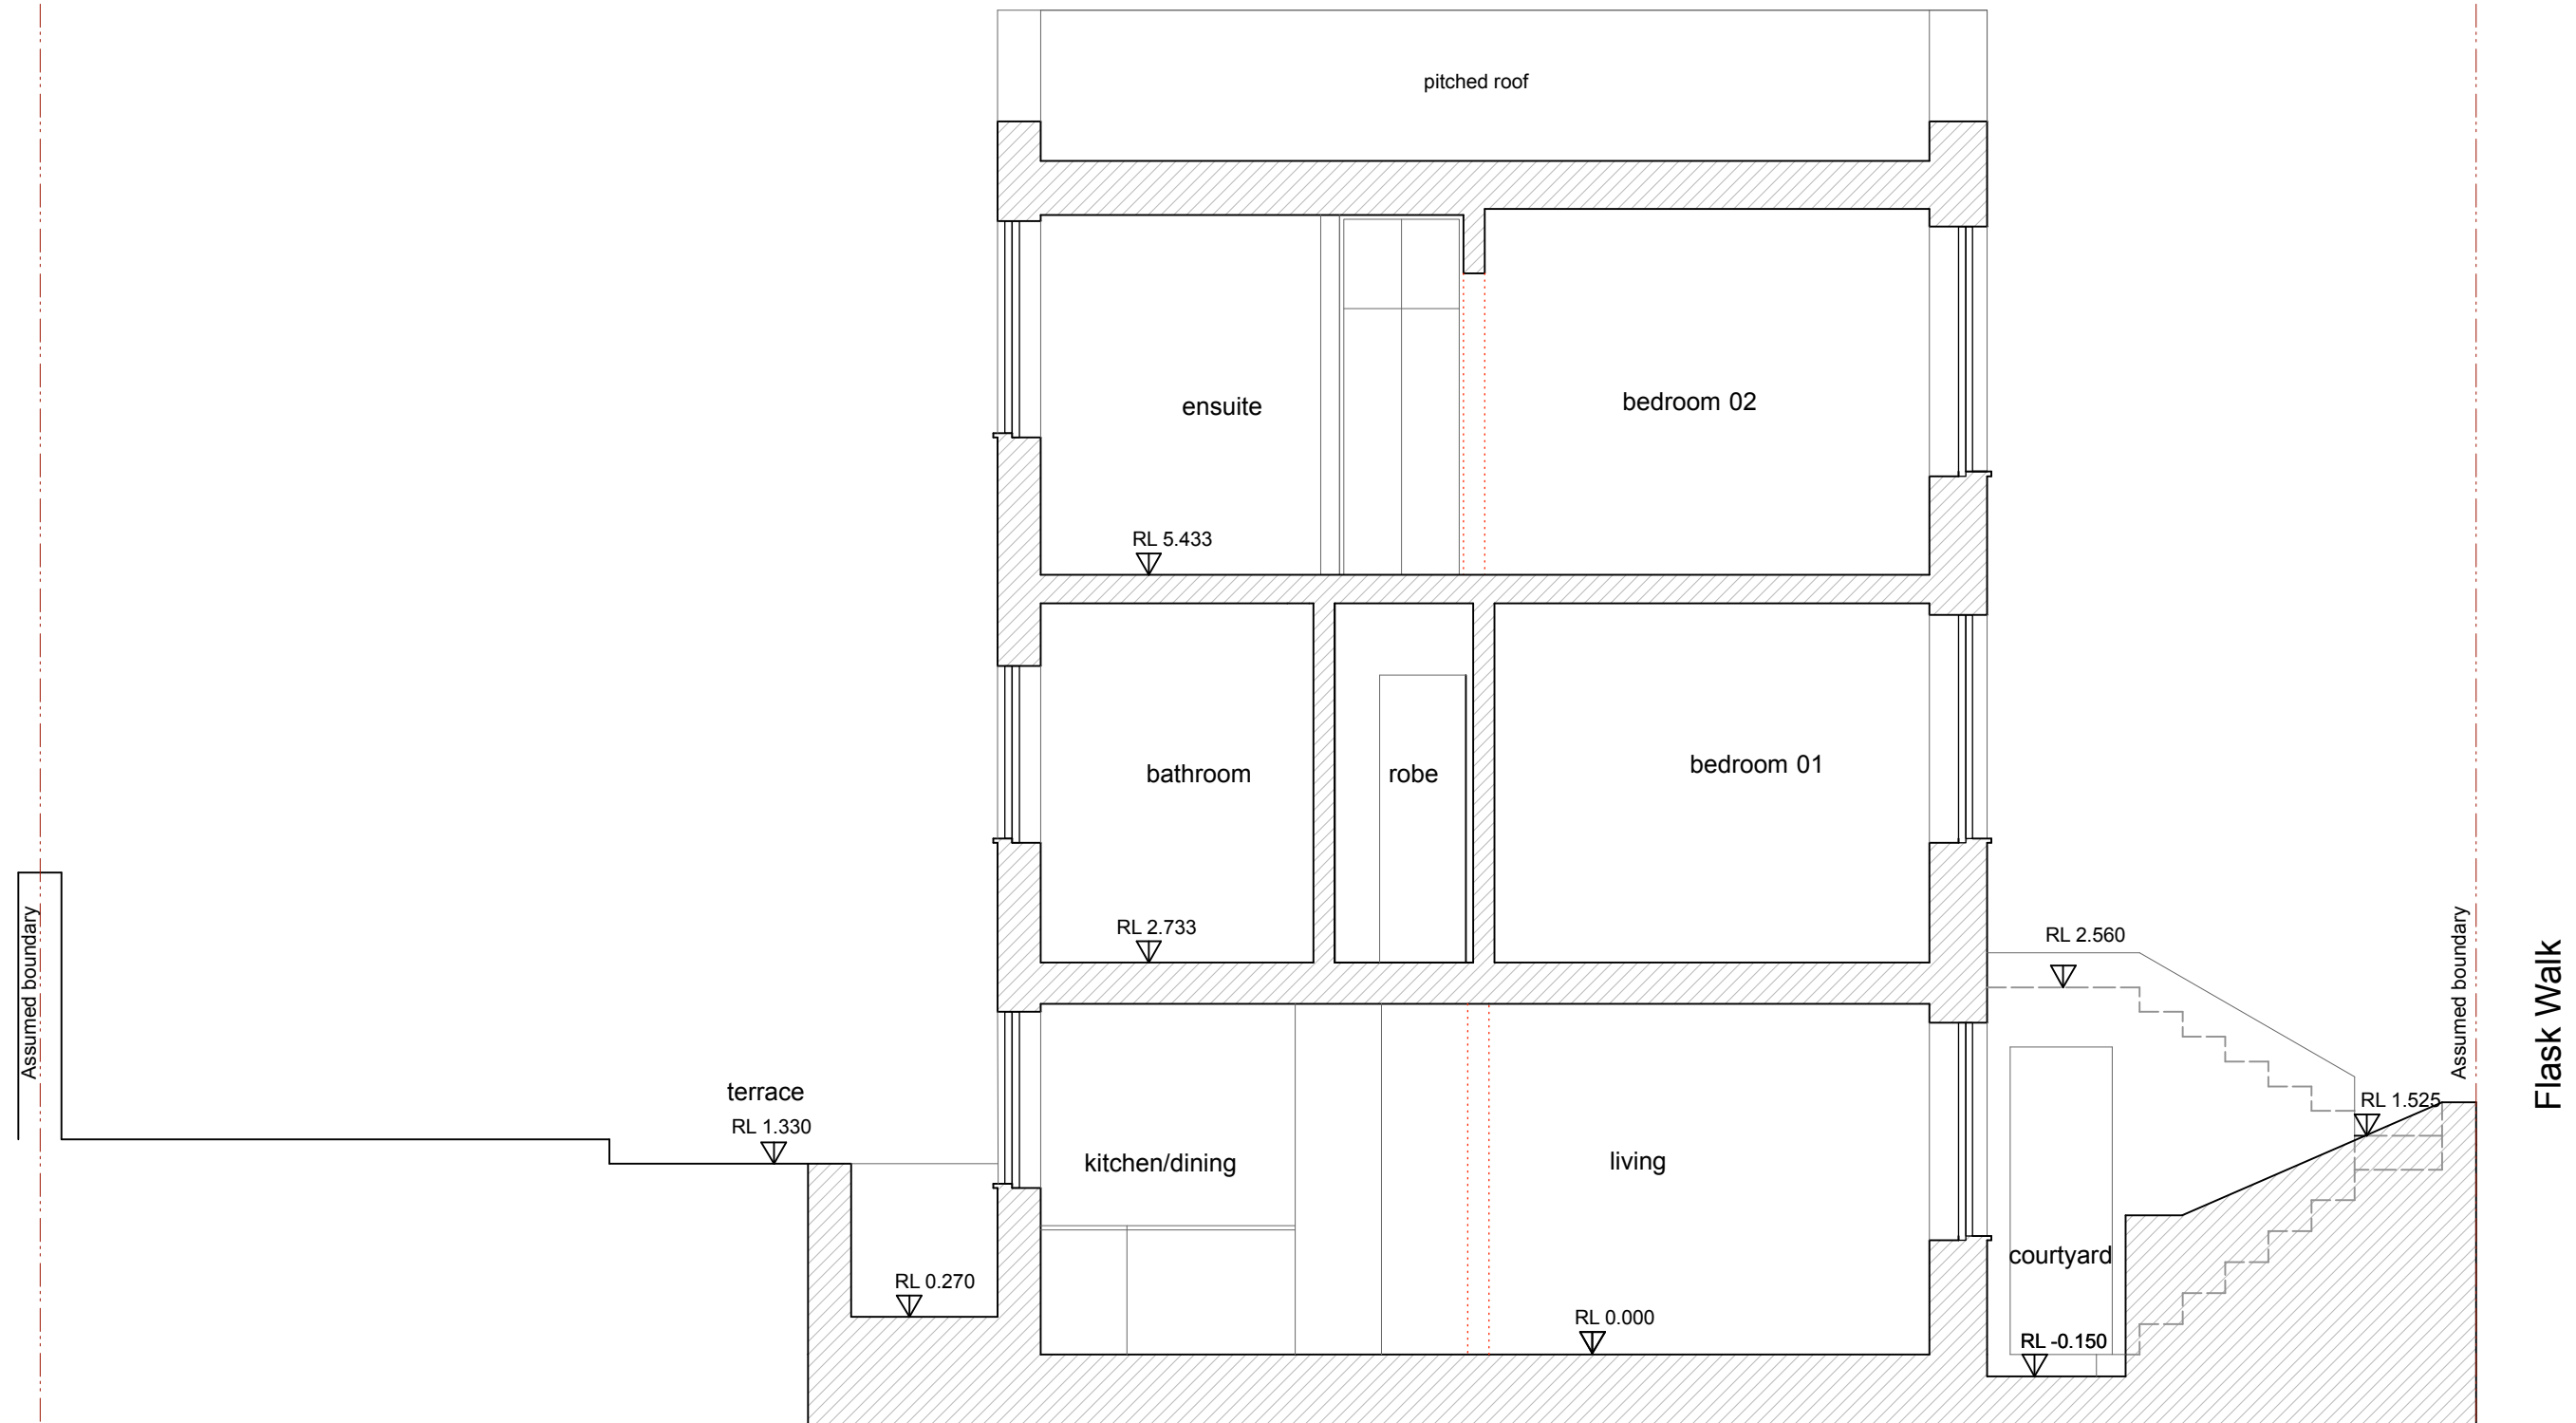 pitched roof
ensuite
bedroom 02
RL 5.433
bathroom
robe
bedroom 01
RL 2.733
RL 2.560
Assumed boundary
Assumed boundary
Flask Walk
terrace
RL 1.330
RL 1.525
kitchen/dining
living
courtyard
RL 0.270
RL 0.000
RL -0.150